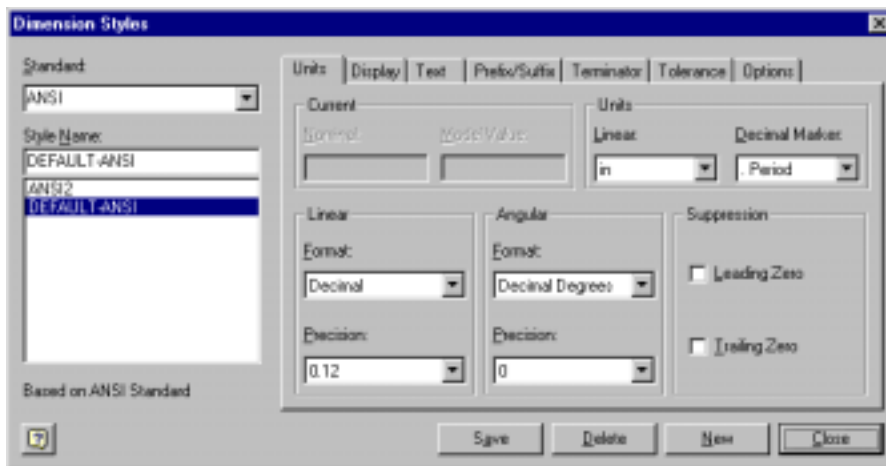 Dimension Styles
Standard:
ANSI
Style Name:
DEFAULT-ANSI
ANSI2
DEFAULT-ANSI
Based on ANSI Standard
Units Display Text Prefix/Suffix Terminator Tolerance Options
Current
Nominal: Model Value:
Units
Linear: Decimal Marker:
in . Period
Linear
Format:
Decimal
Precision:
0.12
Angular
Format:
Decimal Degrees
Precision:
0
Suppression
Leading Zero
Trailing Zero
Save Delete New Close